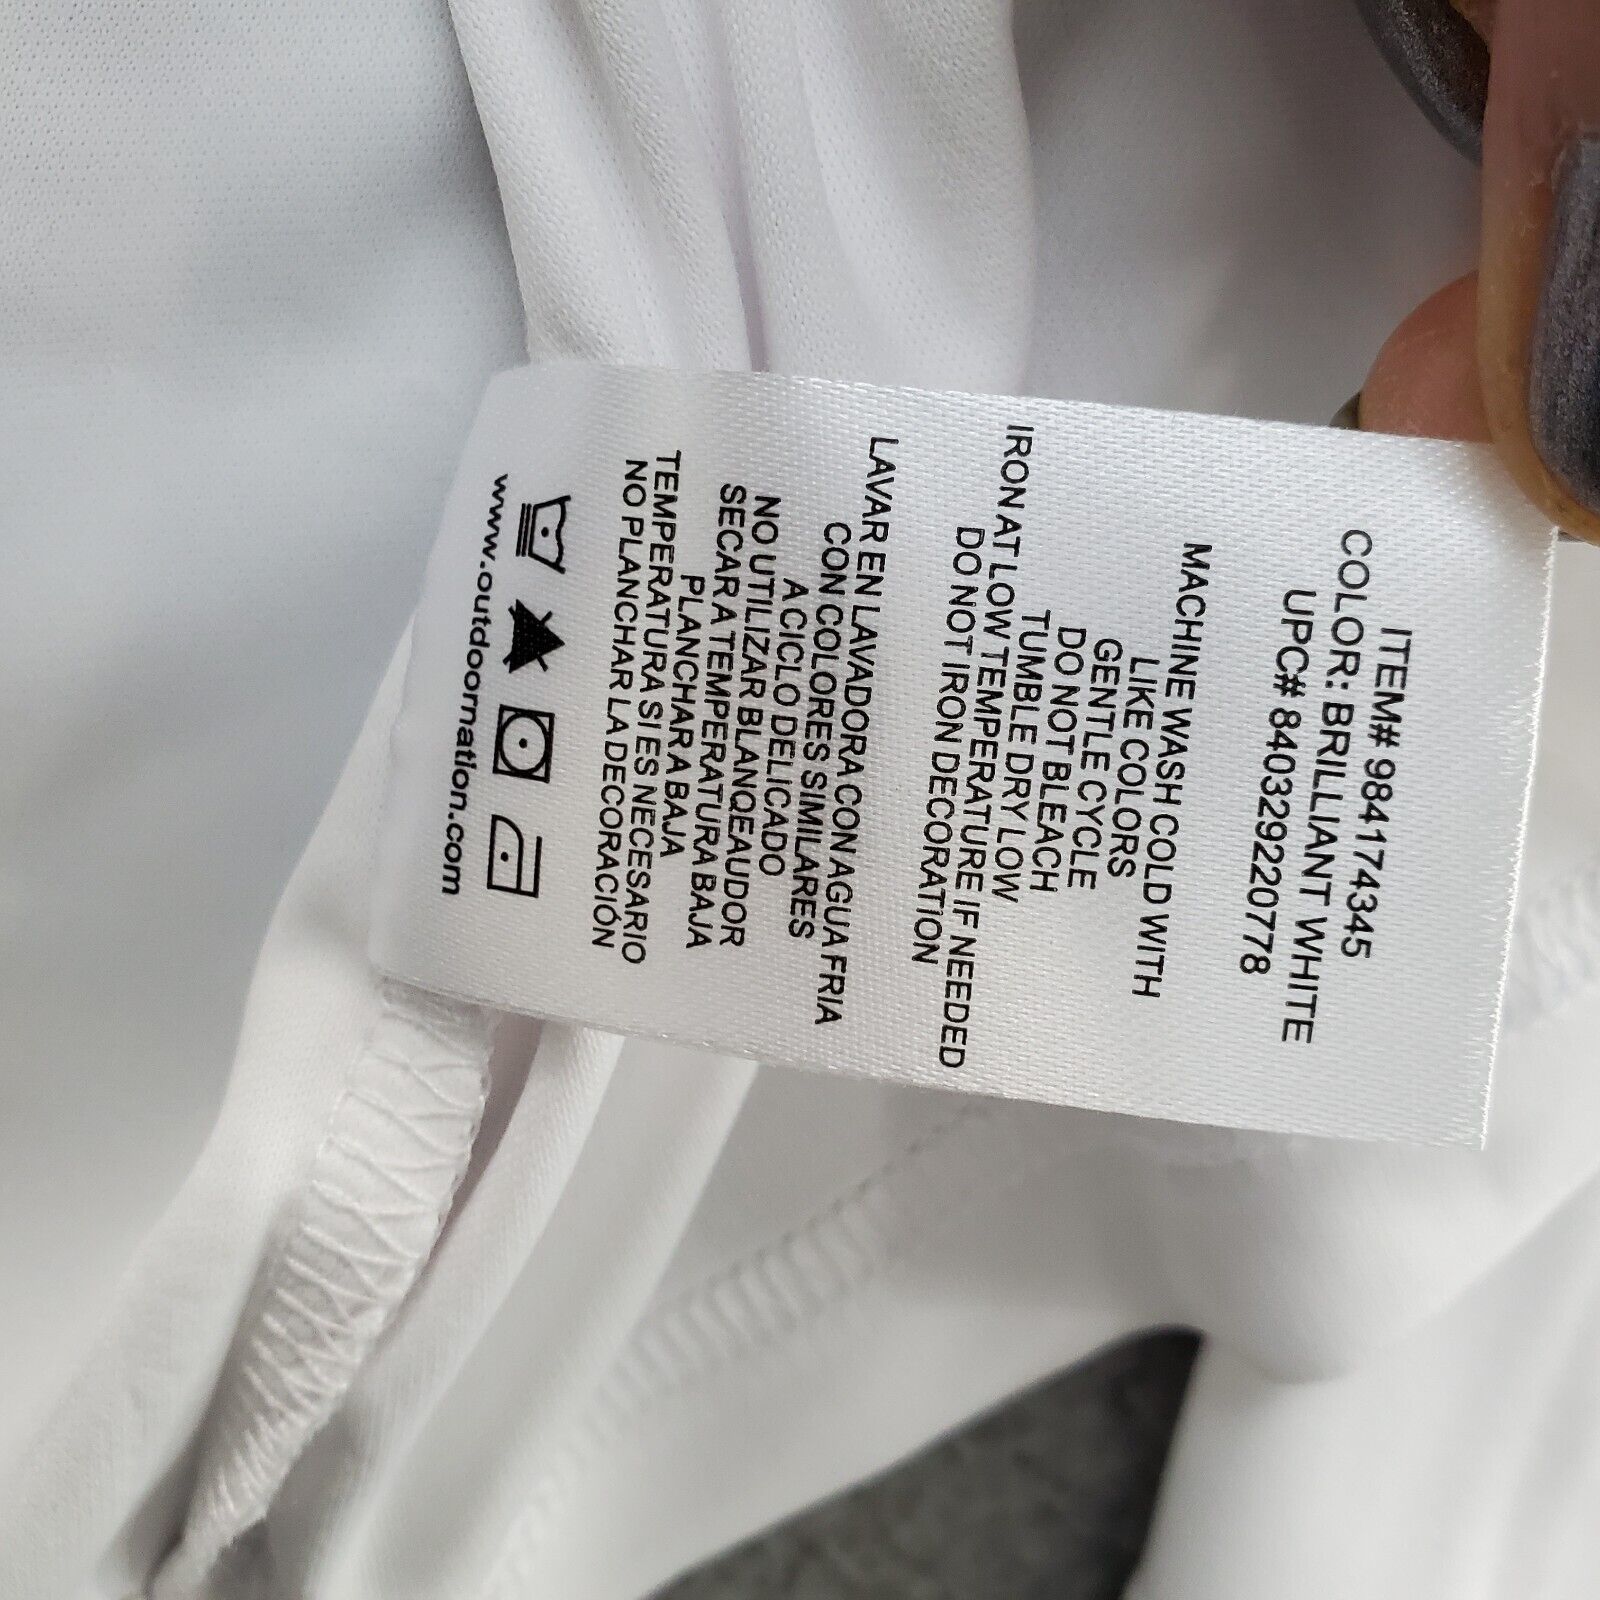 ITEM# 984174345
COLOR: BRILLIANT WHITE
UPC# 840329220778
MACHINE WASH COLD WITH
LIKE COLORS
GENTLE CYCLE
DO NOT BLEACH
TUMBLE DRY LOW
IRON AT LOW TEMPERATURE IF NEEDED
DO NOT IRON DECORATION
LAVAR EN LAVADORA CON AGUA FRIA
CON COLORES SIMILARES
A CICLO DELICADO
NO UTILIZAR BLANQEAUDOR
SECAR A TEMPERATURA BAJA
PLANCHAR A BAJA
TEMPERATURA SI ES NECESARIO
NO PLANCHAR LA DECORACIÓN
www.outdoornation.com